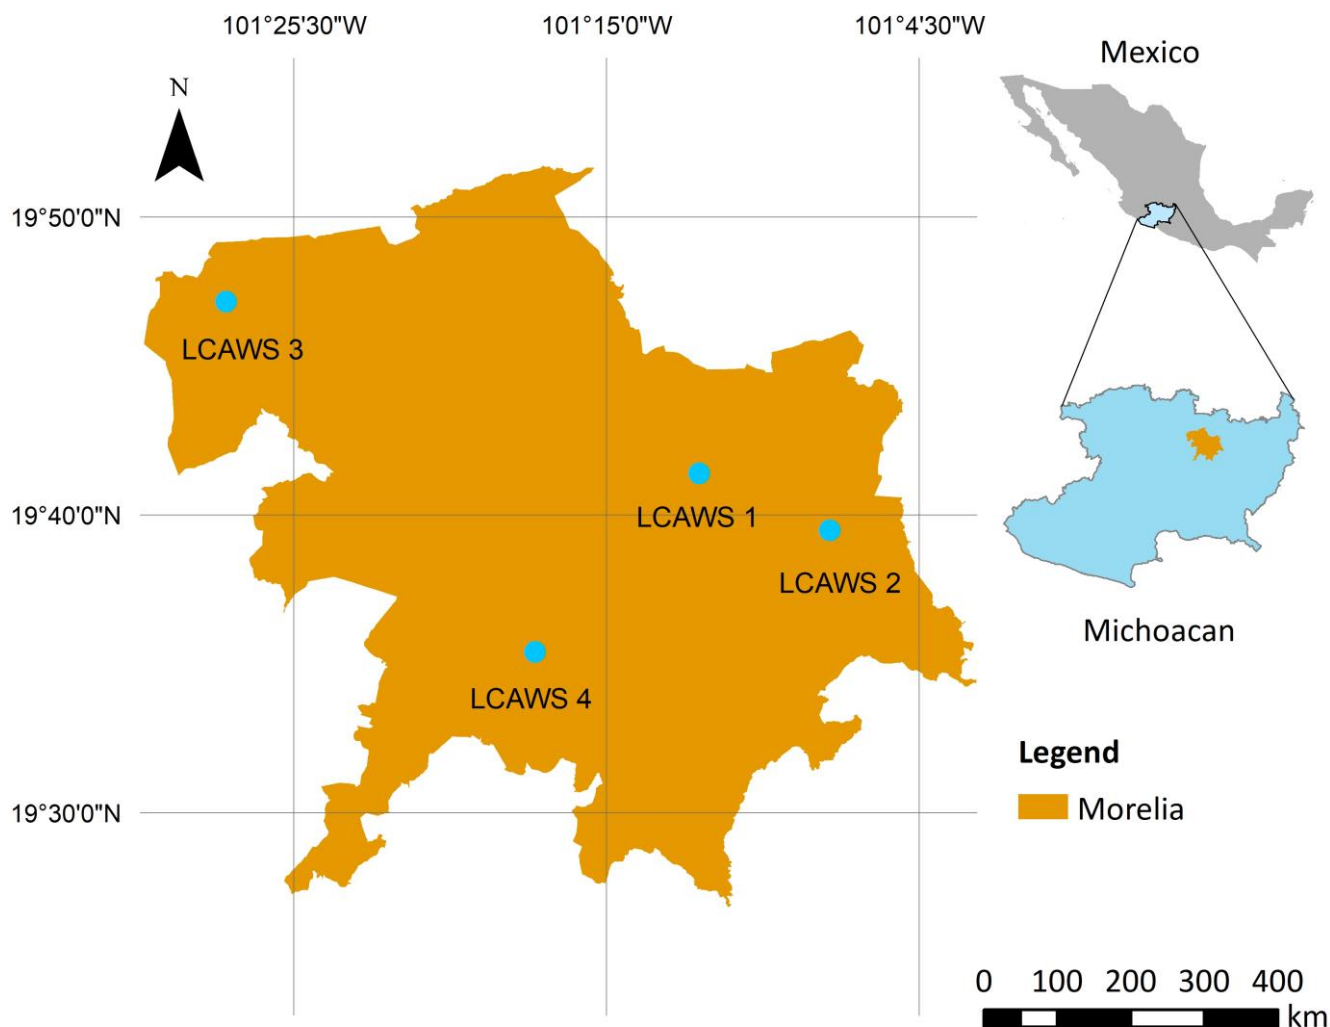 101°25'30"W 101°15'0"W 101°4'30"W
Mexico
N
19°50'0"N
LCAWS 3
LCAWS 1
19°40'0"N
LCAWS 2
Michoacan
LCAWS 4
Legend
Morelia
19°30'0"N
0 100 200 300 400
km